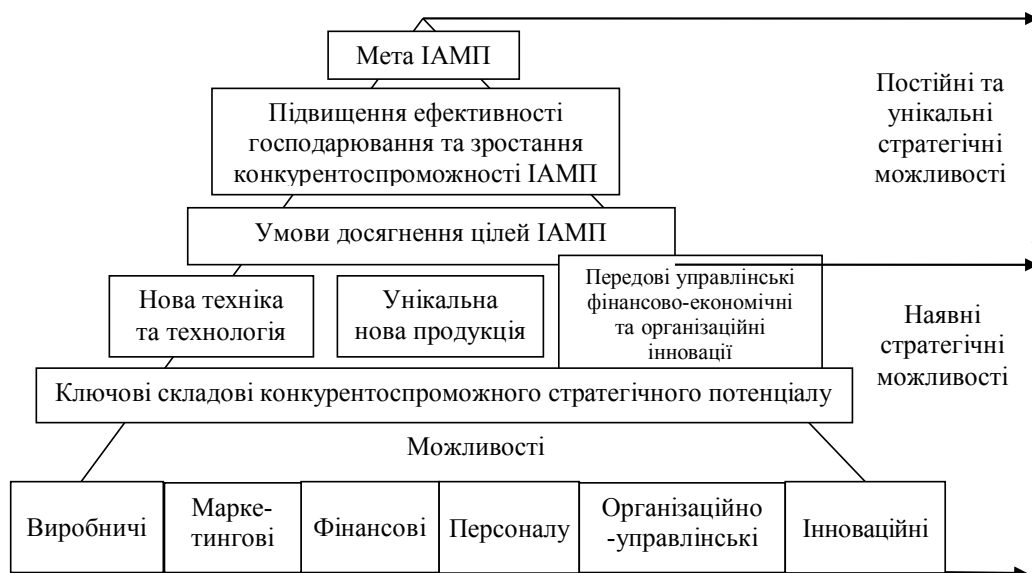 Мета ІАМП
Підвищення ефективності
господарювання та зростання
конкурентоспроможності ІАМП
Постійні та
унікальні
стратегічні
можливості
Умови досягнення цілей ІАМП
Нова техніка
та технологія
Унікальна
нова продукція
Передові управлінські
фінансово-економічні
та організаційні
інновації
Наявні
стратегічні
можливості
Ключові складові конкурентоспроможного стратегічного потенціалу
Можливості
Виробничі
Марке-
тингові
Фінансові
Персоналу
Організаційно
-управлінські
Інноваційні